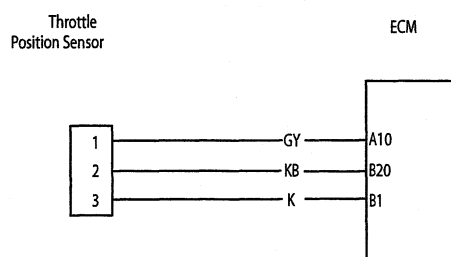 Throttle
Position Sensor
ECM
1 GY A10
2 KB B20
3 K B1